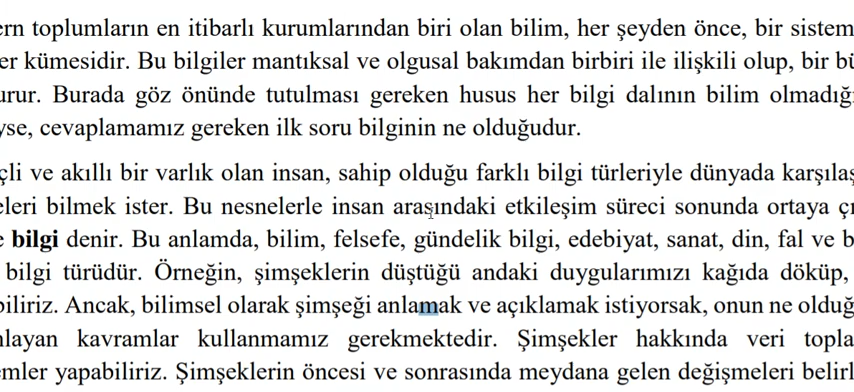 ern toplumların en itibarlı kurumlarından biri olan bilim, her şeyden önce, bir sistem
er kümesidir. Bu bilgiler mantıksal ve olgusal bakımdan birbiri ile ilişkili olup, bir bü
urur. Burada göz önünde tutulması gereken husus her bilgi dalının bilim olmadığı
yse, cevaplamamız gereken ilk soru bilginin ne olduğudur.
çli ve akıllı bir varlık olan insan, sahip olduğu farklı bilgi türleriyle dünyada karşılaş
eleri bilmek ister. Bu nesnelerle insan arasındaki etkileşim süreci sonunda ortaya çı
e bilgi denir. Bu anlamda, bilim, felsefe, gündelik bilgi, edebiyat, sanat, din, fal ve b
bilgi türüdür. Örneğin, şimşeklerin düştüğü andaki duygularımızı kağıda döküp,
biliriz. Ancak, bilimsel olarak şimşeği anlamak ve açıklamak istiyorsak, onun ne olduğ
nlayan kavramlar kullanmamız gerekmektedir. Şimşekler hakkında veri topla
emler yapabiliriz. Şimşeklerin öncesi ve sonrasında meydana gelen değişmeleri belirl